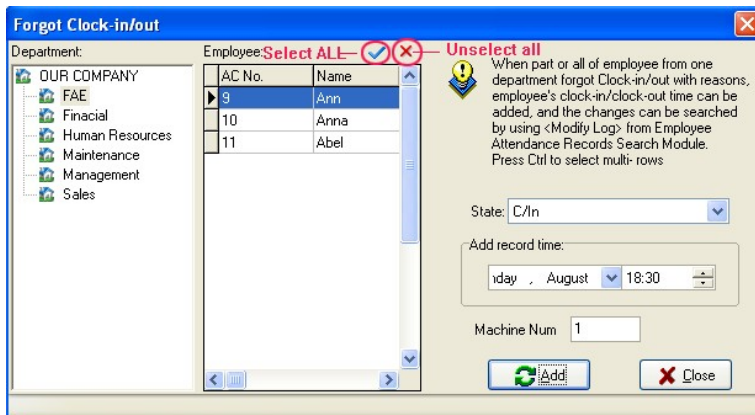 Forgot Clock-in/out
Department:
OUR COMPANY
FAE
Finacial
Human Resources
Maintenance
Management
Sales
Employee: Select ALL
Unselect all
AC No. Name
9 Ann
10 Anna
11 Abel
When part or all of employee from one
department forgot Clock-in/out with reasons,
employee's clock-in/clock-out time can be
added, and the changes can be searched
by using <Modify Log> from Employee
Attendance Records Search Module.
Press Ctrl to select multi- rows
State: C/In
Add record time:
ıday , August 18:30
Machine Num 1
Add Close